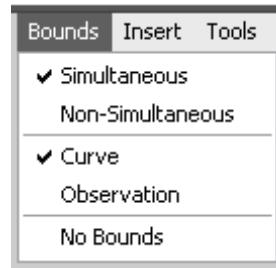 Bounds Insert Tools
✔ Simultaneous
Non-Simultaneous
✔ Curve
Observation
No Bounds